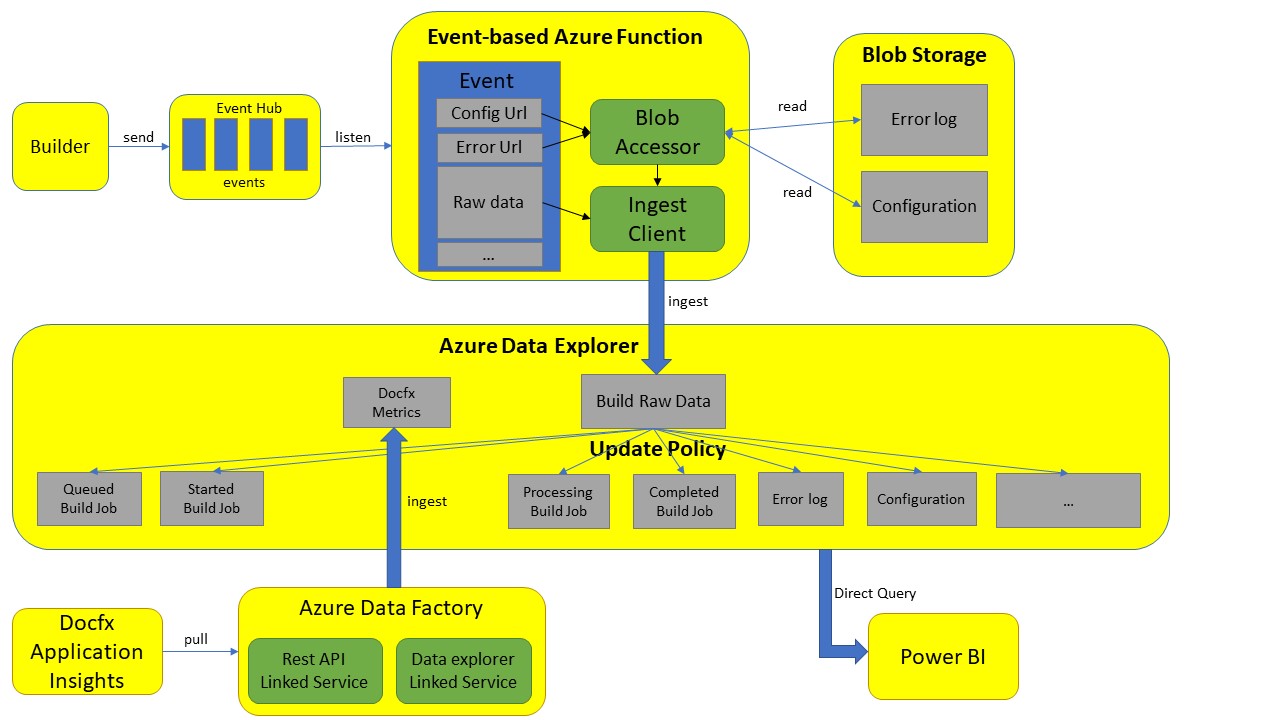 Event-based Azure Function
Blob Storage
Event
Config Url
Error Url
Raw data
...
Blob
Accessor
Ingest
Client
read
read
Error log
Configuration
Builder
send
Event Hub
events
listen
ingest
Azure Data Explorer
Docfx
Metrics
Build Raw Data
Update Policy
Queued
Build Job
Started
Build Job
Processing
Build Job
Completed
Build Job
Error log
Configuration
...
ingest
Direct Query
Docfx
Application
Insights
pull
Azure Data Factory
Rest API
Linked Service
Data explorer
Linked Service
Power BI